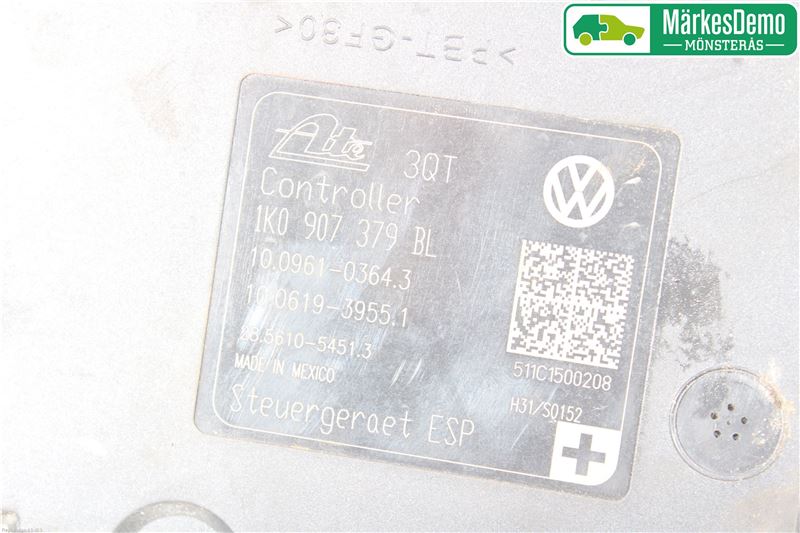 MärkesDemo
MÖNSTERÅS
>PBT-GF30<
Ate 3QT
Controller
1K0 907 379 BL
10.0961-0364.3
10.0619-3955.1
28.5610-5451.3
MADE IN MEXICO
Steuergeraet ESP
511C1500208
H31/SQ152